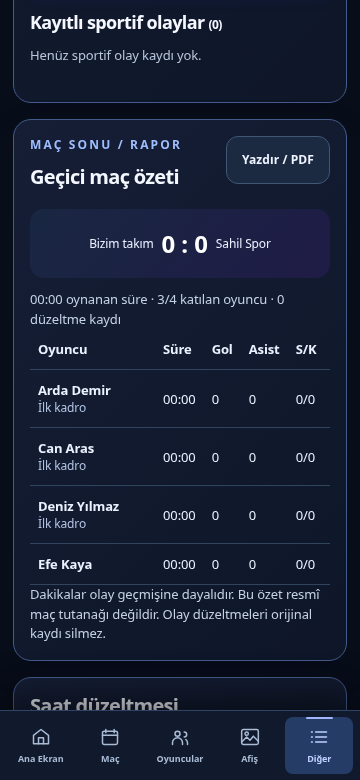 Kayıtlı sportif olaylar (0)
Henüz sportif olay kaydı yok.
MAÇ SONU / RAPOR
Geçici maç özeti
Yazdır / PDF
Bizim takım 0 : 0 Sahil Spor
00:00 oynanan süre · 3/4 katılan oyuncu · 0
düzeltme kaydı
Oyuncu Süre Gol Asist S/K
Arda Demir
İlk kadro
00:00 0 0 0/0
Can Aras
İlk kadro
00:00 0 0 0/0
Deniz Yılmaz
İlk kadro
00:00 0 0 0/0
Efe Kaya 00:00 0 0 0/0
Dakikalar olay geçmişine dayalıdır. Bu özet resmî
maç tutanağı değildir. Olay düzeltmeleri orijinal
kaydı silmez.
Saat düzeltmesi
Ana Ekran Maç Oyuncular Afiş Diğer